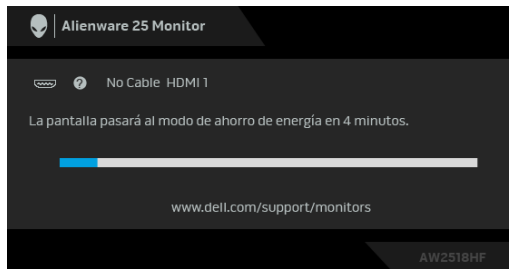 Alienware 25 Monitor
? No Cable HDMI 1
La pantalla pasará al modo de ahorro de energía en 4 minutos.
www.dell.com/support/monitors
AW2518HF